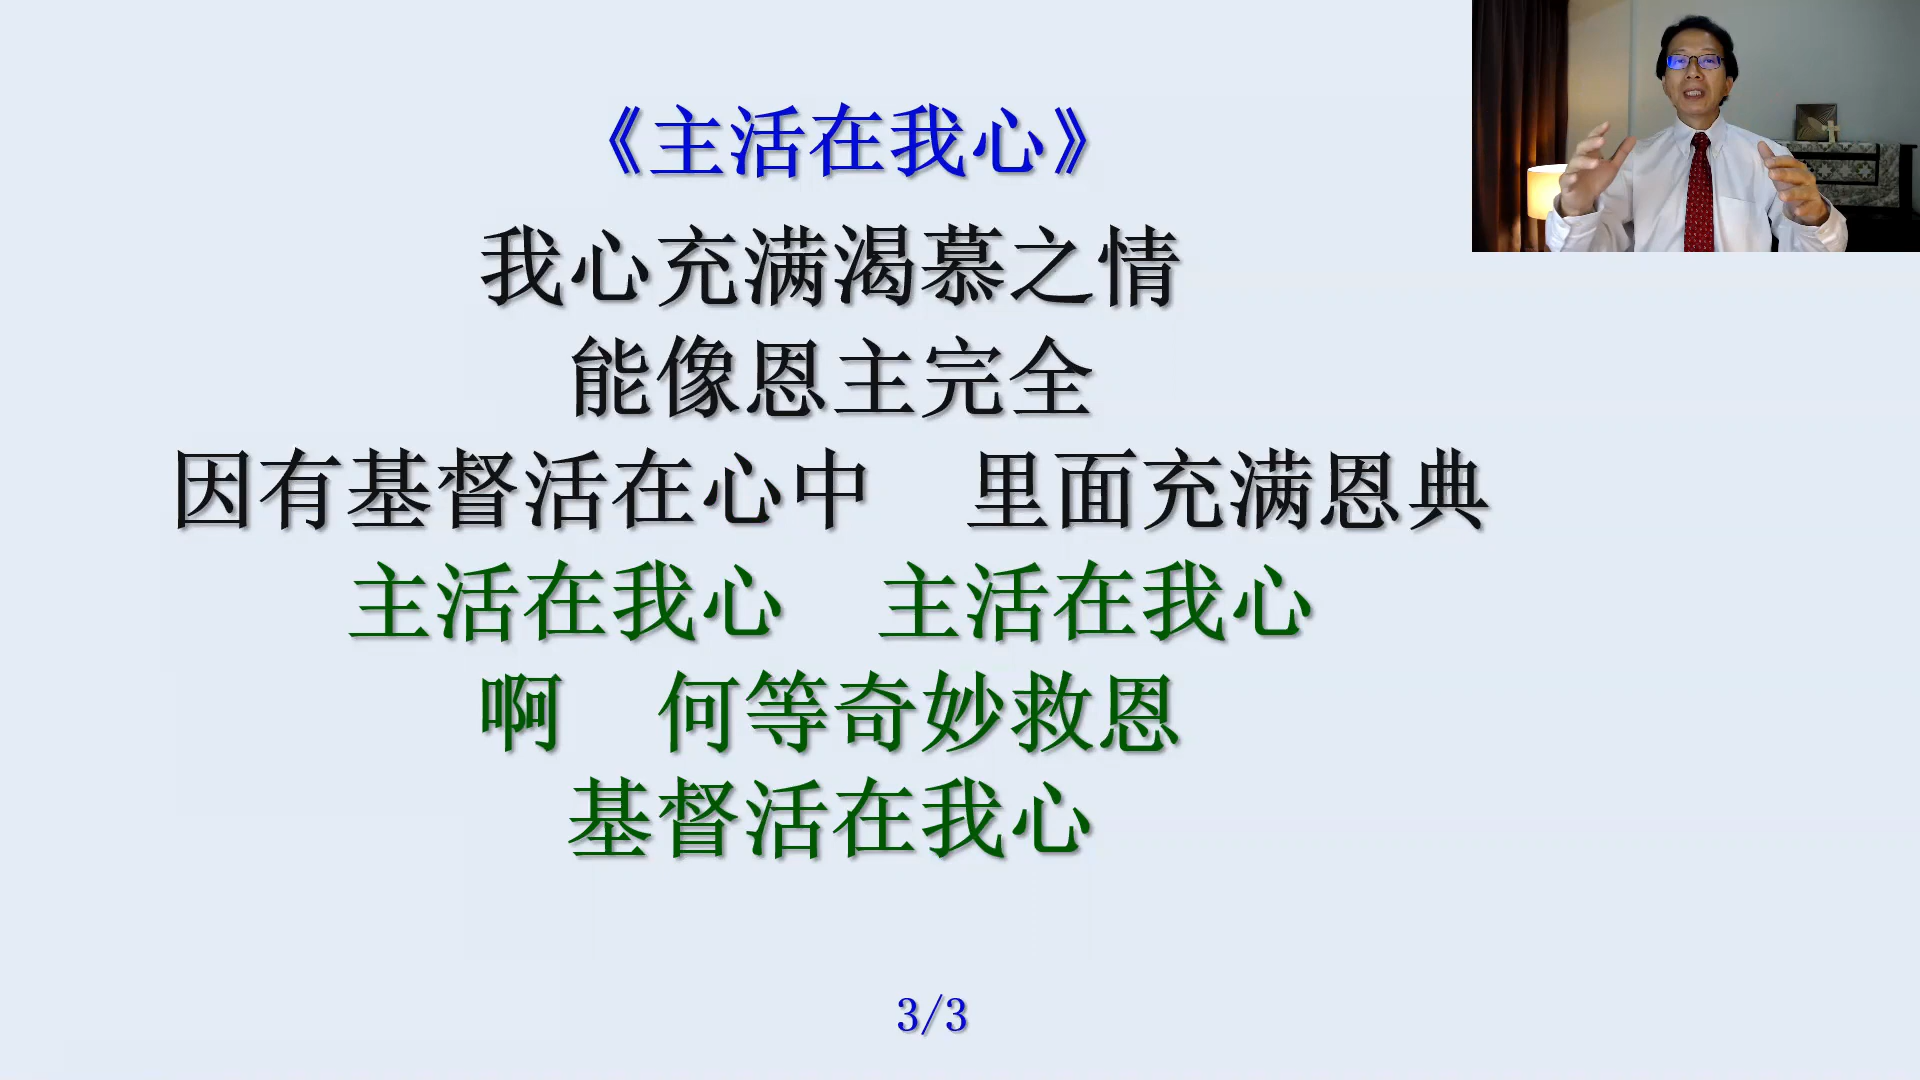 《主活在我心》
我心充满渴慕之情
能像恩主完全
因有基督活在心中　里面充满恩典
主活在我心　主活在我心
啊　何等奇妙救恩
基督活在我心
3/3